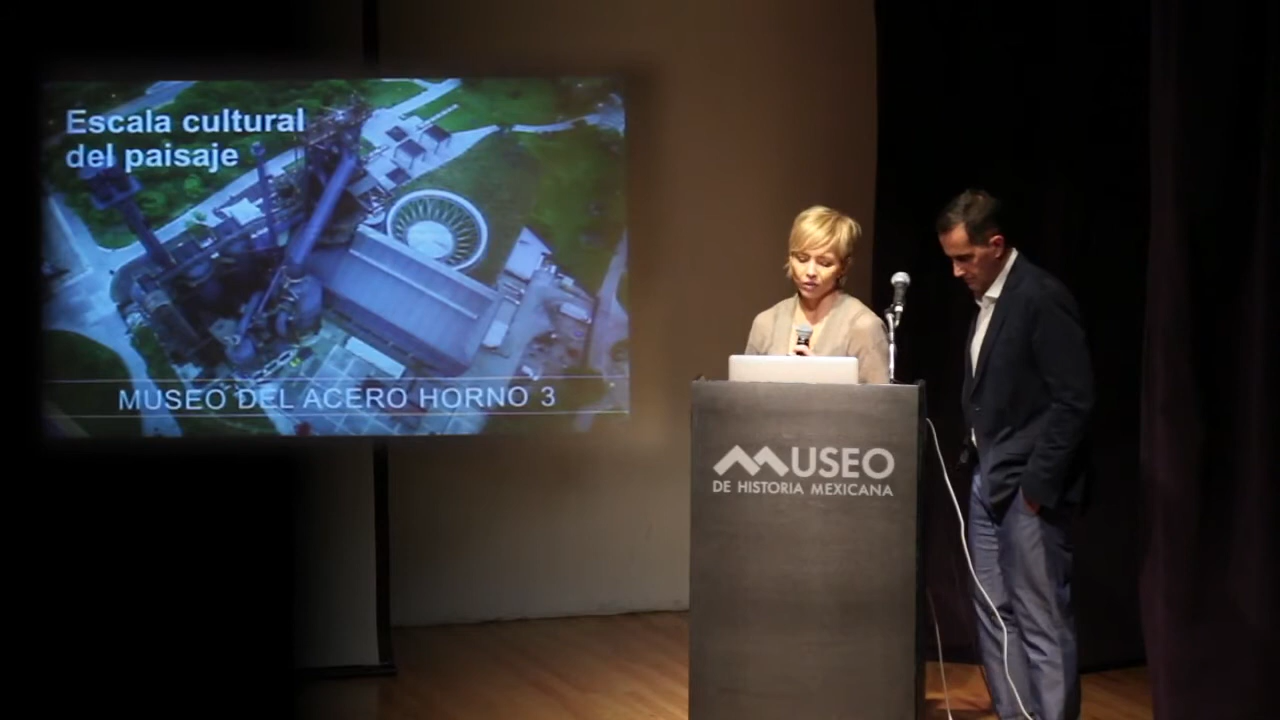 Escala cultural
del paisaje
MUSEO DEL ACERO HORNO 3
MUSEO
DE HISTORIA MEXICANA